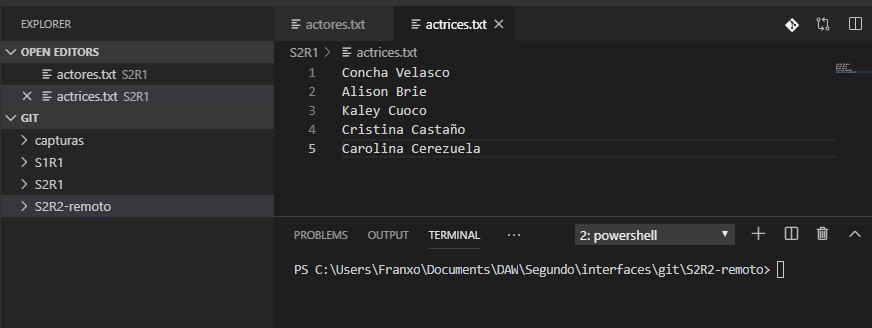 EXPLORER
OPEN EDITORS
actores.txt S2R1
actrices.txt S2R1
GIT
capturas
S1R1
S2R1
S2R2-remoto
actores.txt
actrices.txt
S2R1 > actrices.txt
1 Concha Velasco
2 Alison Brie
3 Kaley Cuoco
4 Cristina Castaño
5 Carolina Cerezuela
PROBLEMS OUTPUT TERMINAL ··· 2: powershell
PS C:\Users\Franxo\Documents\DAW\Segundo\interfaces\git\S2R2-remoto>